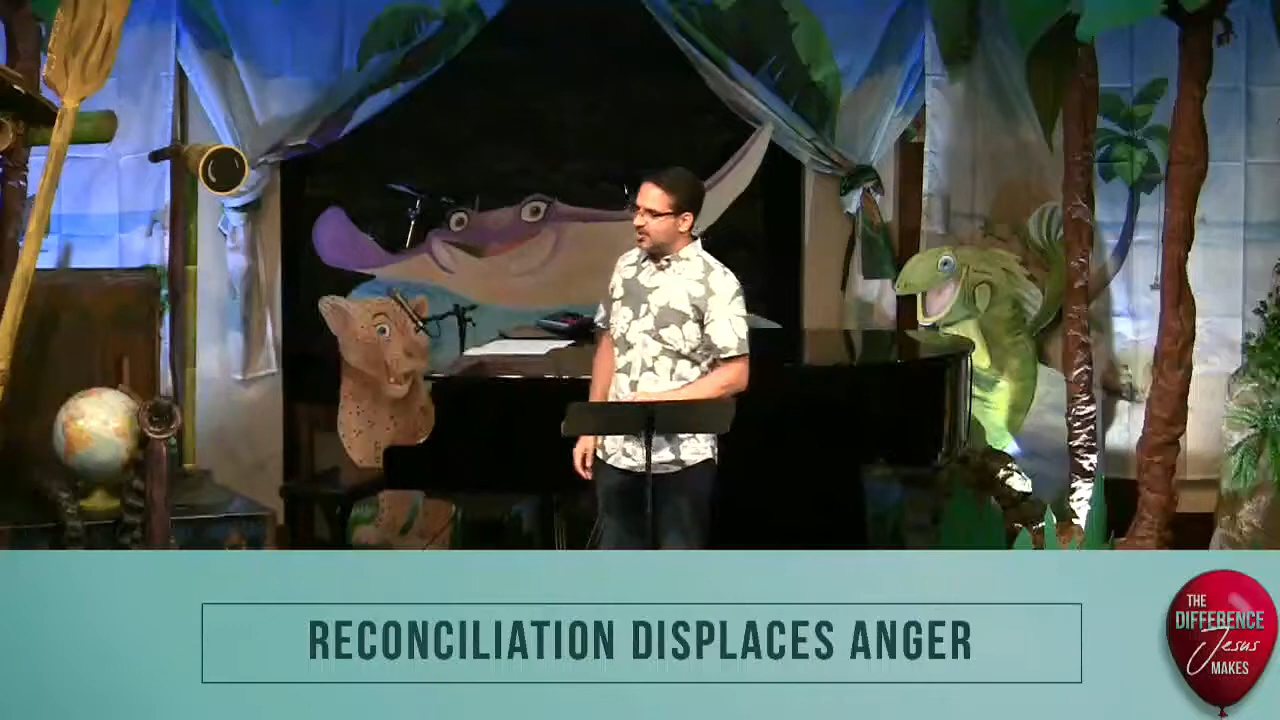 RECONCILIATION DISPLACES ANGER
THE
DIFFERENCE
Jesus
MAKES